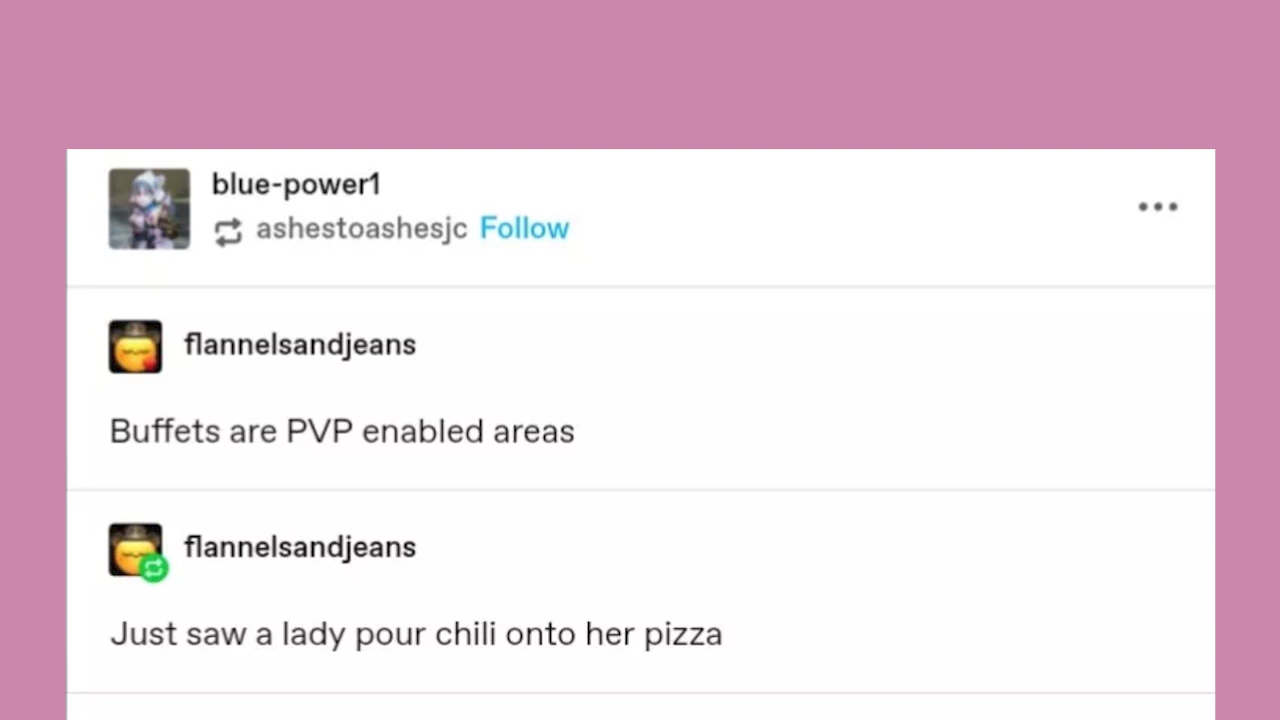 blue-power1
ashestoashesjc Follow
flannelsandjeans
Buffets are PVP enabled areas
flannelsandjeans
Just saw a lady pour chili onto her pizza